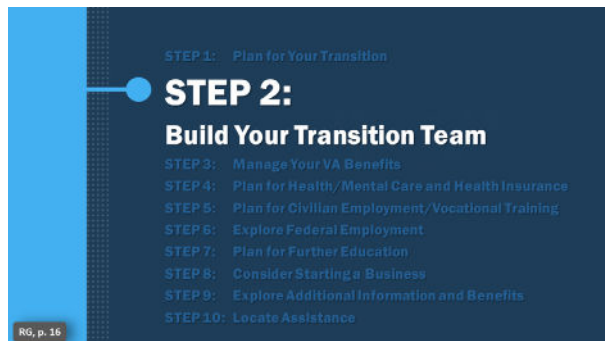 STEP 1: Plan for Your Transition
STEP 2:
Build Your Transition Team
STEP 3: Manage Your VA Benefits
STEP 4: Plan for Health/Mental Care and Health Insurance
STEP 5: Plan for Civilian Employment/Vocational Training
STEP 6: Explore Federal Employment
STEP 7: Plan for Further Education
STEP 8: Consider Starting a Business
STEP 9: Explore Additional Information and Benefits
STEP 10: Locate Assistance
RG, p. 16